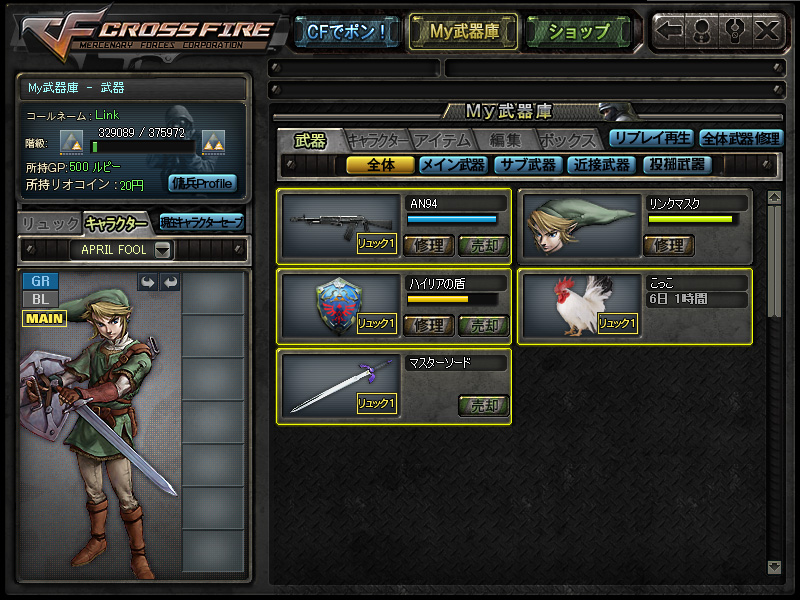 CROSSFIRE
MERCENARY FORCES CORPORATION
CFでポン！
My武器庫
ショップ
My武器庫 - 武器
コールネーム : Link
階級:
329089 / 375972
所持GP:500 ルピー
所持リオコイン : 20円
傭兵Profile
リュック
キャラクター
現在キャラクターセーブ
APRIL FOOL
GR
BL
MAIN
My武器庫
武器
キャラクター
アイテム
編集
ボックス
リプレイ再生
全体武器修理
全体
メイン武器
サブ武器
近接武器
投擲武器
AN94
リュック1
修理
売却
リンクマスク
修理
ハイリアの盾
リュック1
修理
売却
こっこ
6日 1時間
リュック1
マスターソード
リュック1
売却